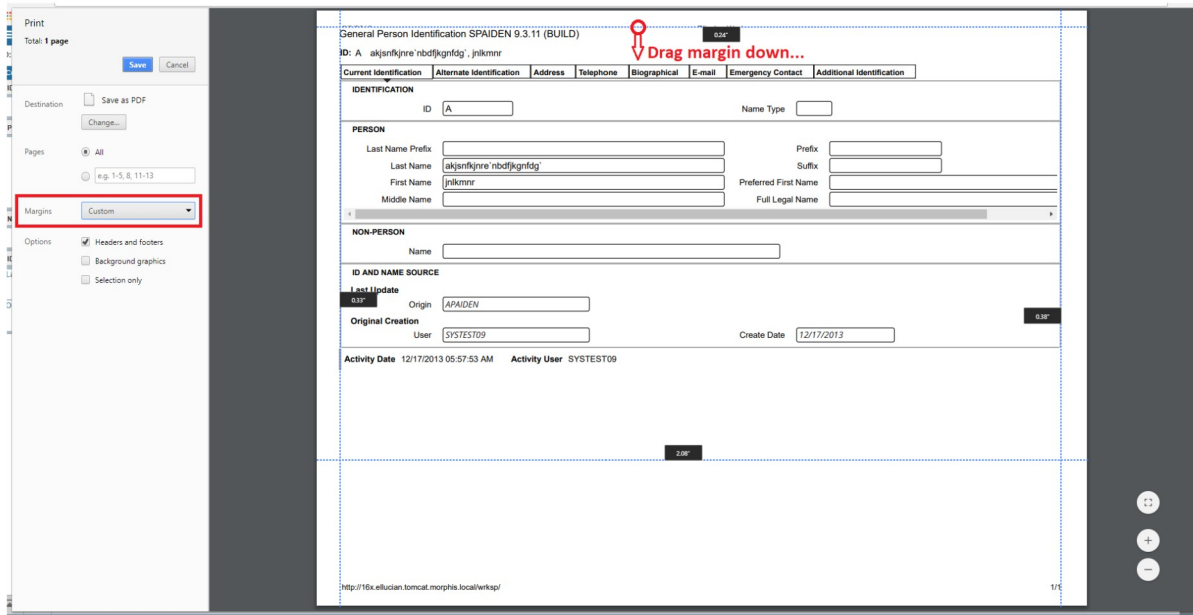 Print
Total: 1 page
Save Cancel
Destination Save as PDF
Change...
Pages All
e.g. 1-5, 8, 11-13
Margins Custom
Options Headers and footers
Background graphics
Selection only
0.24"
General Person Identification SPAIDEN 9.3.11 (BUILD)
Drag margin down...
ID: A akjsnfkjnre`nbdfjkgnfdg`, jnlkmnr
Current Identification Alternate Identification Address Telephone Biographical E-mail Emergency Contact Additional Identification
IDENTIFICATION
ID A Name Type
PERSON
Last Name Prefix Prefix
Last Name akjsnfkjnre`nbdfjkgnfdg` Suffix
First Name jnlkmnr Preferred First Name
Middle Name Full Legal Name
NON-PERSON
Name
ID AND NAME SOURCE
Last Update
0.33"
Origin APAIDEN
0.38"
Original Creation
User SYSTEST09 Create Date 12/17/2013
Activity Date 12/17/2013 05:57:53 AM Activity User SYSTEST09
2.08"
http://16x.ellucian.tomcat.morphis.local/wrksp/ 1/1